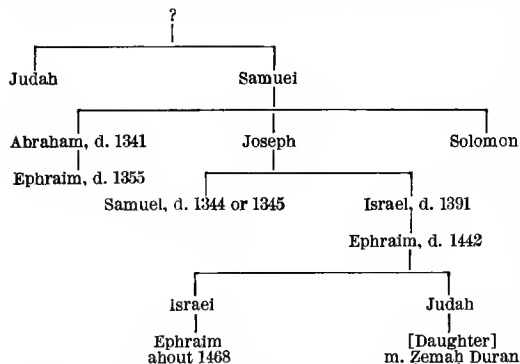 ?
Judah Samuei
Abraham, d. 1341 Joseph Solomon
Ephraim, d. 1355
Samuel, d. 1344 or 1345 Israel, d. 1391
Ephraim, d. 1442
israei Judah
Ephraim [Daughter]
about 1468 m. Zemah Duran